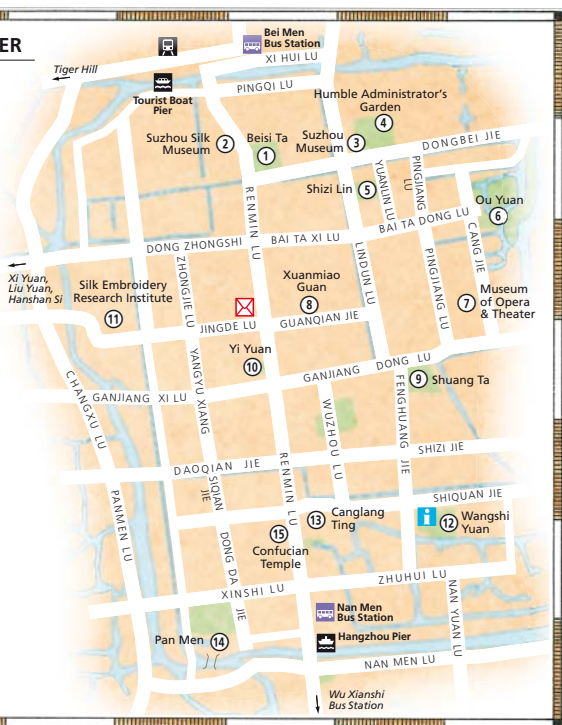 ER
Bei Men
Bus Station
XI HUI LU
Tiger Hill
Tourist Boat
Pier
PINGQI LU
Humble Administrator's
Garden
4
Suzhou Silk
Museum
2
Beisi Ta
1
Suzhou
Museum
3
DONGBEI JIE
Shizi Lin
5
YUANLIN LU
PINGJIANG
LU
Ou Yuan
6
RENMIN LU
DONG ZHONGSHI
BAI TA XI LU
BAI TA DONG LU
CANG JIE
Xi Yuan,
Liu Yuan,
Hanshan Si
Silk Embroidery
Research Institute
11
ZHONGJIE LU
Xuanmiao
Guan
8
LINDUN LU
PINGJIANG LU
7
Museum
of Opera
& Theater
JINGDE LU
GUANQIAN JIE
Yi Yuan
10
YANGYU XIANG
GANJIANG DONG LU
9
Shuang Ta
CHANGXU LU
GANJIANG XI LU
WUZHOU LU
FENGHUANG JIE
DAOQIAN JIE
SHIZI JIE
RENMIN LU
SIQIAN
JIE
SHIQUAN JIE
PANMEN LU
13
Canglang
Ting
i
12
Wangshi
Yuan
15
Confucian
Temple
DONG DA
JIE
XINSHI LU
ZHUHUI LU
NAN YUAN LU
Nan Men
Bus Station
Pan Men
14
Hangzhou Pier
NAN MEN LU
Wu Xianshi
Bus Station